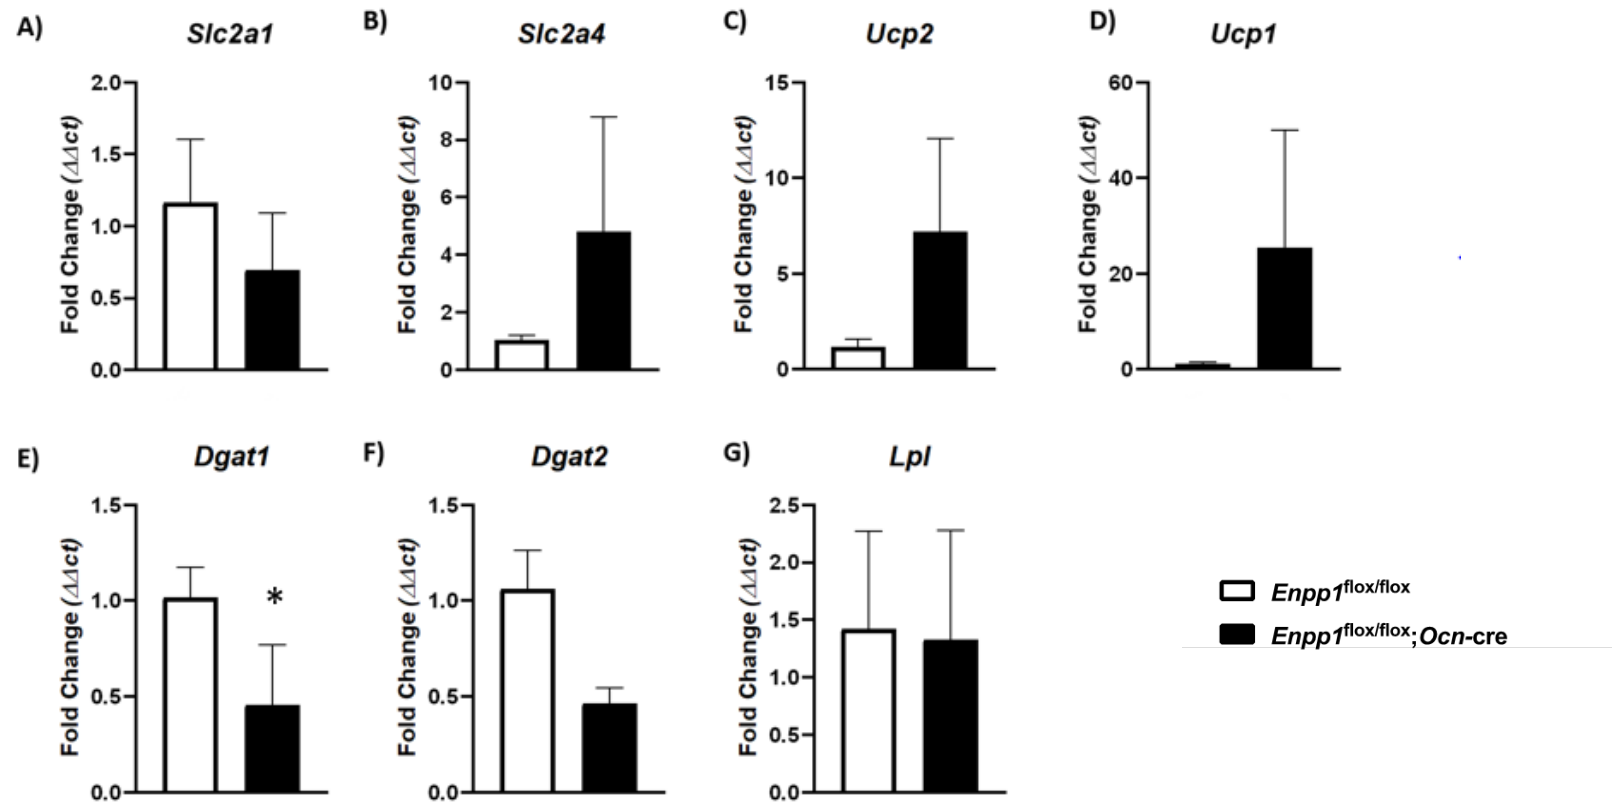 A) Slc2a1
B) Slc2a4
C) Ucp2
D) Ucp1
Fold Change (ΔΔct)
2.0
1.5
1.0
0.5
0.0
Fold Change (ΔΔct)
10
8
6
4
2
0
Fold Change (ΔΔct)
15
10
5
0
Fold Change (ΔΔct)
60
40
20
0
E) Dgat1
F) Dgat2
G) Lpl
Fold Change (ΔΔct)
1.5
1.0
0.5
0.0
*
Fold Change (ΔΔct)
1.5
1.0
0.5
0.0
Fold Change (ΔΔct)
2.5
2.0
1.5
1.0
0.5
0.0
Enpp1flox/flox
Enpp1flox/flox;Ocn-cre